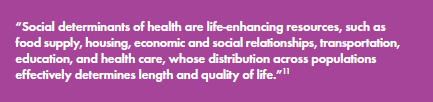 “Social determinants of health are life-enhancing resources, such as
food supply, housing, economic and social relationships, transportation,
education, and health care, whose distribution across populations
effectively determines length and quality of life.”11